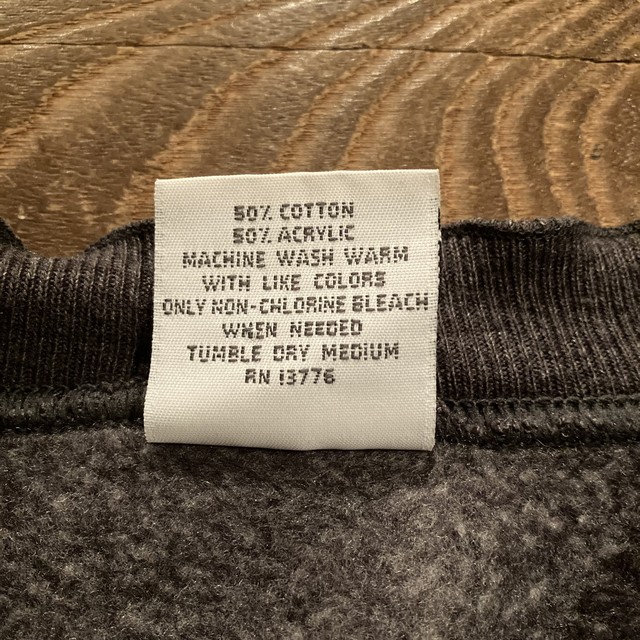 50% COTTON
50% ACRYLIC
MACHINE WASH WARM
WITH LIKE COLORS
ONLY NON-CHLORINE BLEACH
WHEN NEEDED
TUMBLE DRY MEDIUM
RN 13776